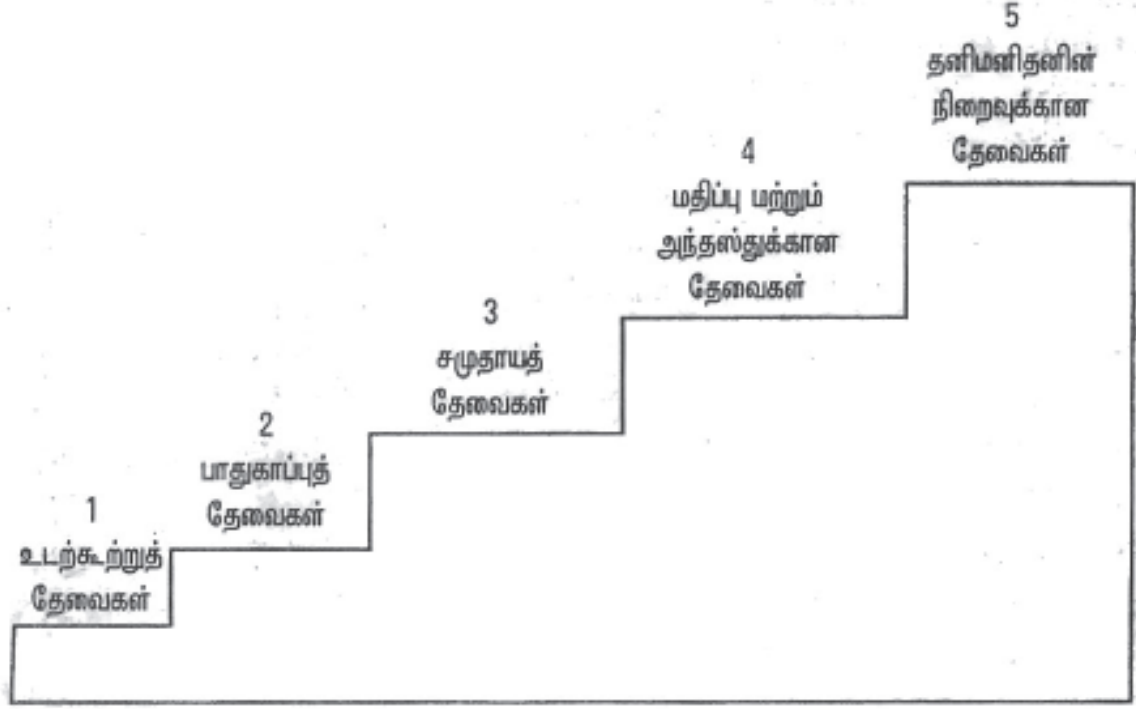 1
உடற்கூற்றுத்
தேவைகள்
2
பாதுகாப்புத்
தேவைகள்
3
சமுதாயத்
தேவைகள்
4
மதிப்பு மற்றும்
அந்தஸ்துக்கான
தேவைகள்
5
தனிமனிதனின்
நிறைவுக்கான
தேவைகள்